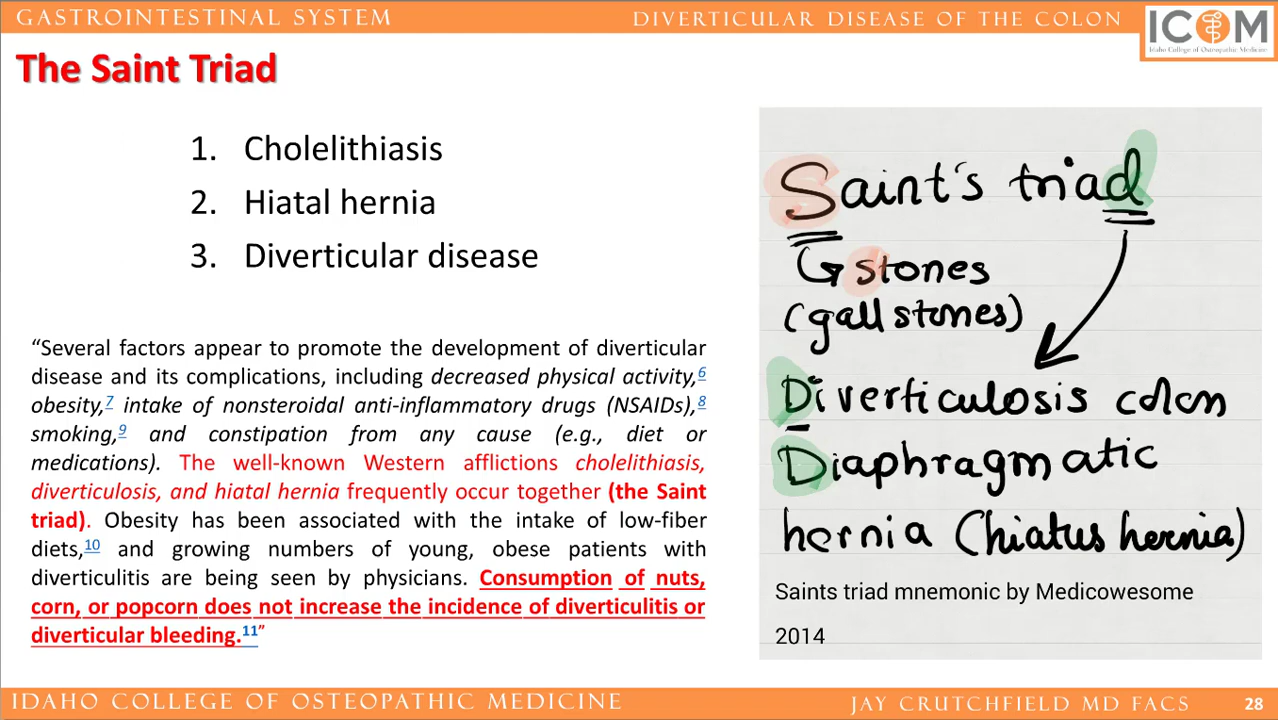 GASTROINTESTINAL SYSTEM
DIVERTICULAR DISEASE OF THE COLON
ICOM
Idaho College of Osteopathic Medicine
The Saint Triad
1. Cholelithiasis
2. Hiatal hernia
3. Diverticular disease
“Several factors appear to promote the development of diverticular
disease and its complications, including decreased physical activity,6
obesity,7 intake of nonsteroidal anti-inflammatory drugs (NSAIDs),8
smoking,9 and constipation from any cause (e.g., diet or
medications). The well-known Western afflictions cholelithiasis,
diverticulosis, and hiatal hernia frequently occur together (the Saint
triad). Obesity has been associated with the intake of low-fiber
diets,10 and growing numbers of young, obese patients with
diverticulitis are being seen by physicians. Consumption of nuts,
corn, or popcorn does not increase the incidence of diverticulitis or
diverticular bleeding.11”
Saint's triad
stones
(gall stones)
Diverticulosis colon
Diaphragmatic
hernia (hiatus hernia)
Saints triad mnemonic by Medicowesome
2014
IDAHO COLLEGE OF OSTEOPATHIC MEDICINE
JAY CRUTCHFIELD MD FACS
28